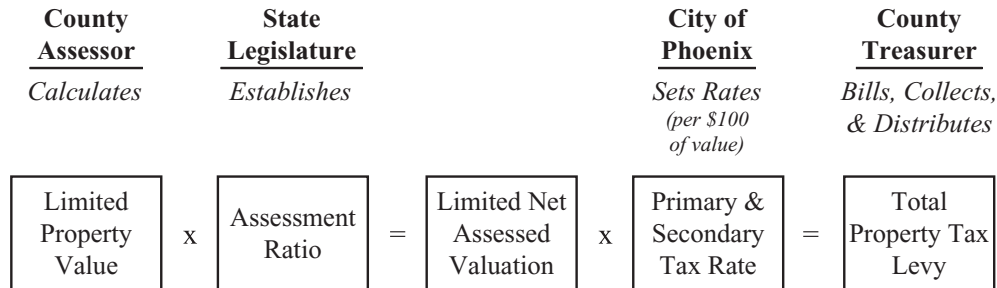 County Assessor
Calculates
State Legislature
Establishes
City of Phoenix
Sets Rates
(per $100
of value)
County Treasurer
Bills, Collects,
& Distributes
Limited
Property
Value
x
Assessment
Ratio
=
Limited Net
Assessed
Valuation
x
Primary &
Secondary
Tax Rate
=
Total
Property Tax
Levy